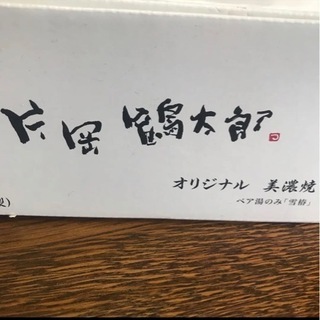 片岡鶴太郎
オリジナル 美濃焼
ペア湯のみ「雪椿」